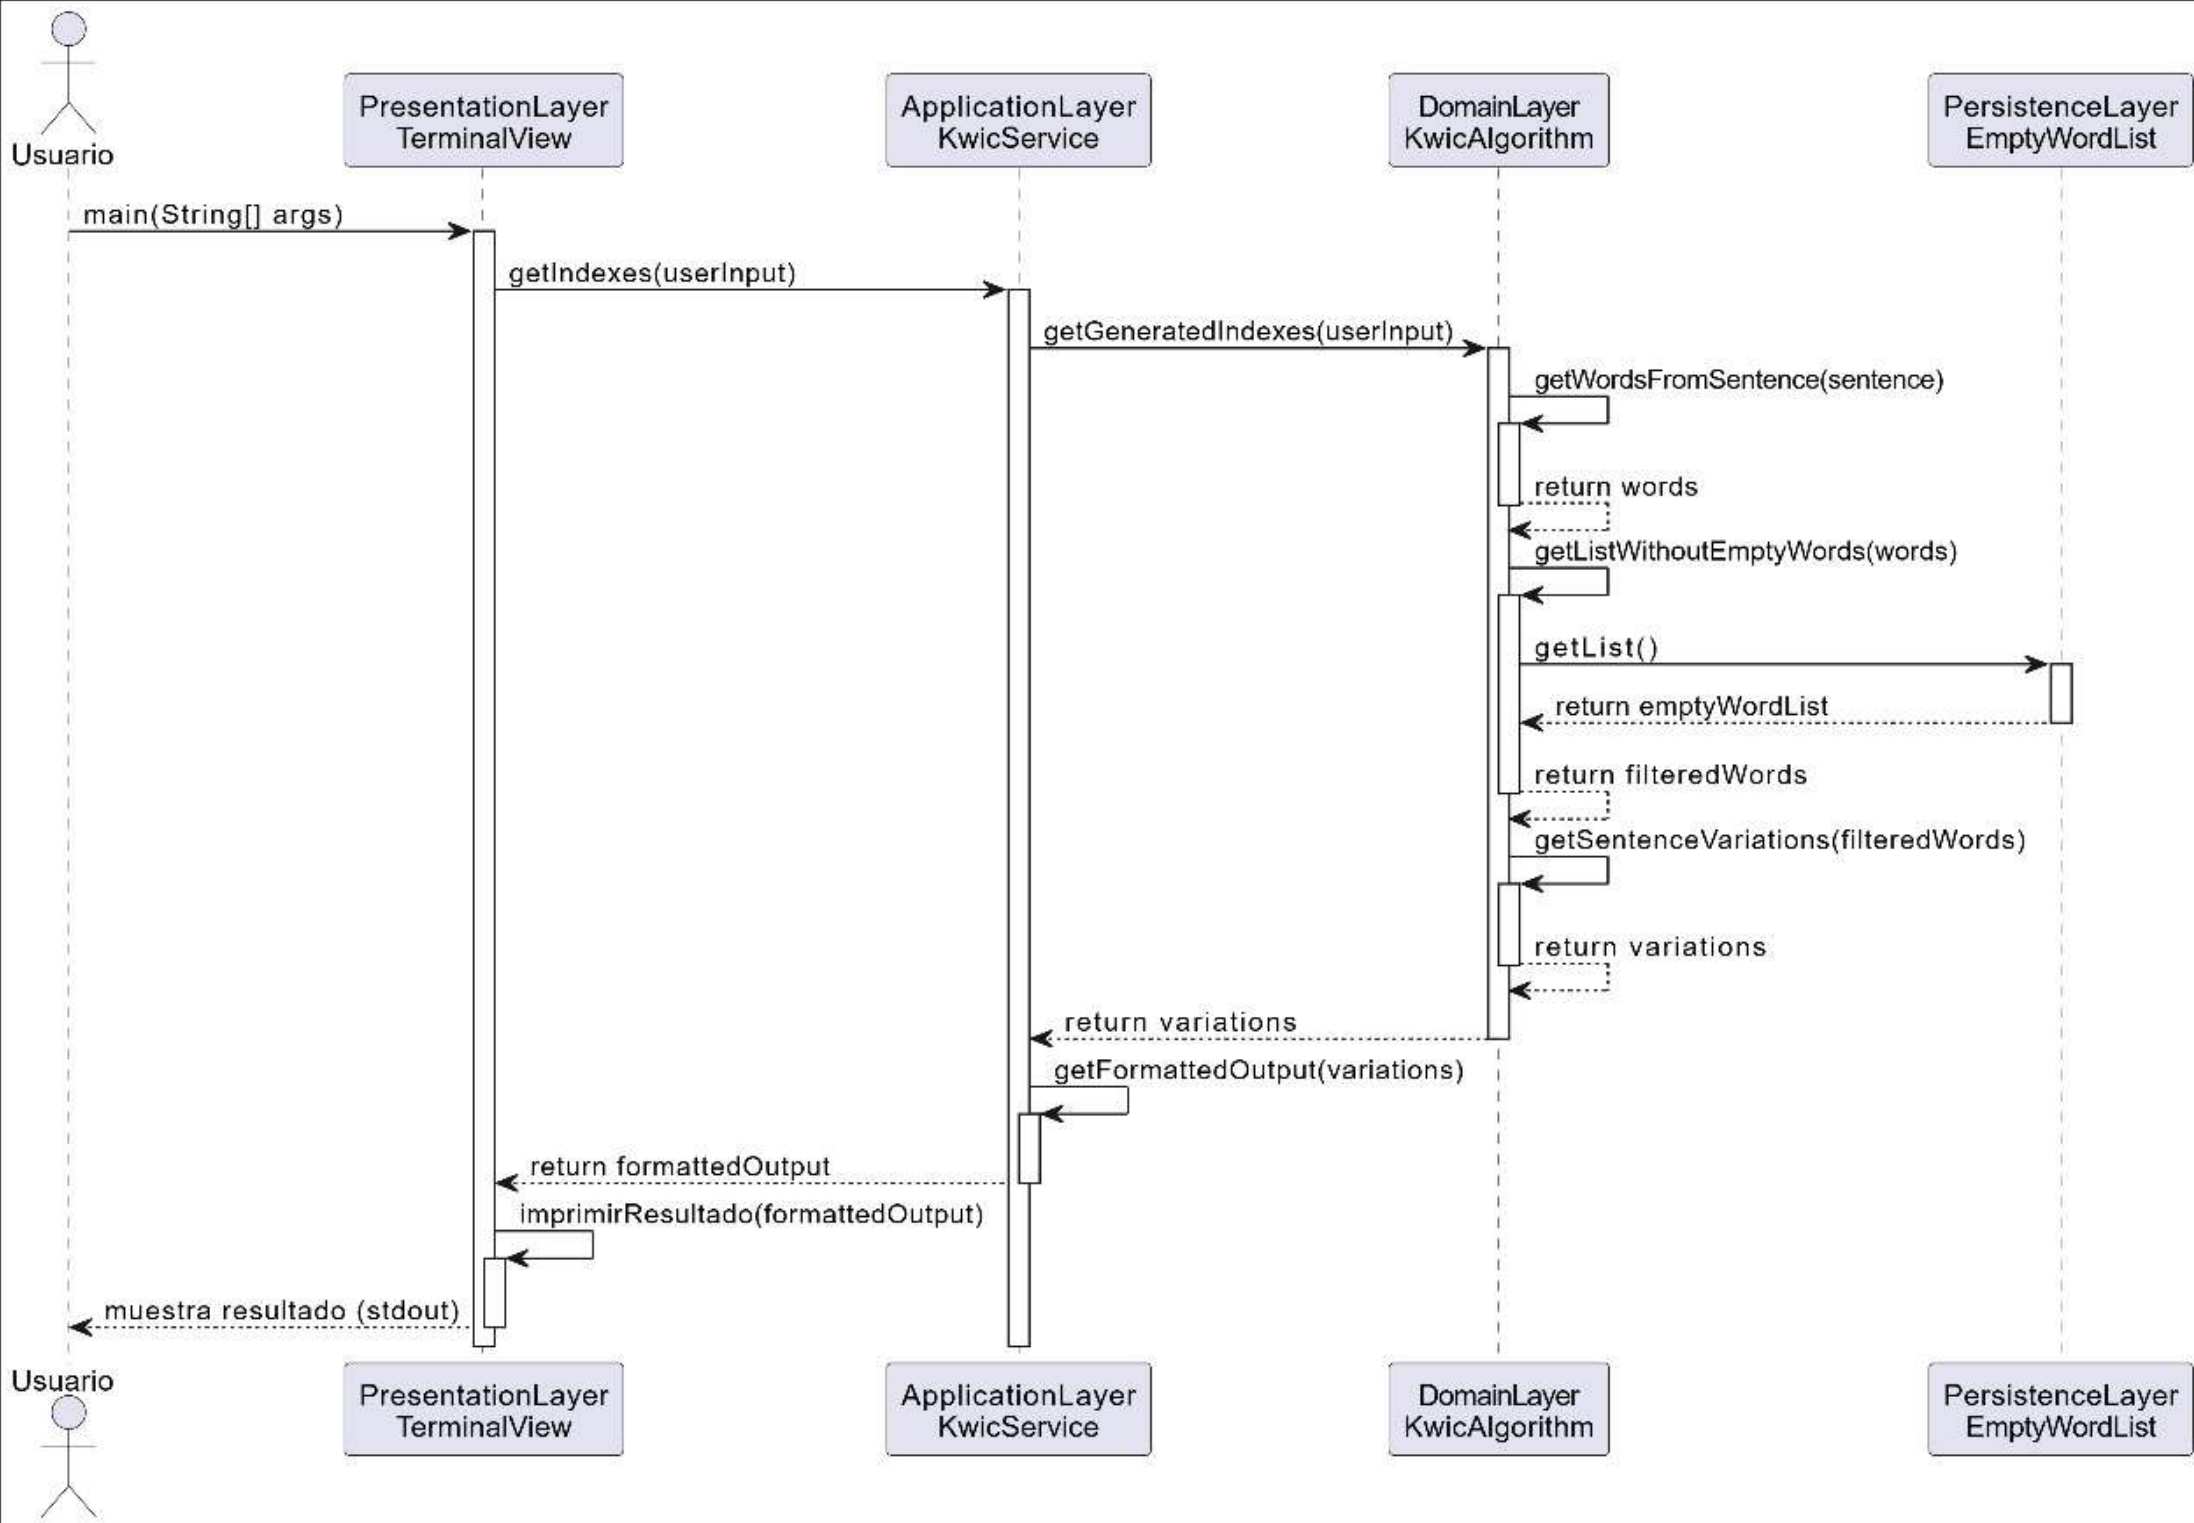 Usuario
PresentationLayer
TerminalView
ApplicationLayer
KwicService
DomainLayer
KwicAlgorithm
PersistenceLayer
EmptyWordList
main(String[] args)
getIndexes(userInput)
getGeneratedIndexes(userInput)
getWordsFromSentence(sentence)
return words
getListWithoutEmptyWords(words)
getList()
return emptyWordList
return filteredWords
getSentenceVariations(filteredWords)
return variations
return variations
getFormattedOutput(variations)
return formattedOutput
imprimirResultado(formattedOutput)
muestra resultado (stdout)
Usuario
PresentationLayer
TerminalView
ApplicationLayer
KwicService
DomainLayer
KwicAlgorithm
PersistenceLayer
EmptyWordList